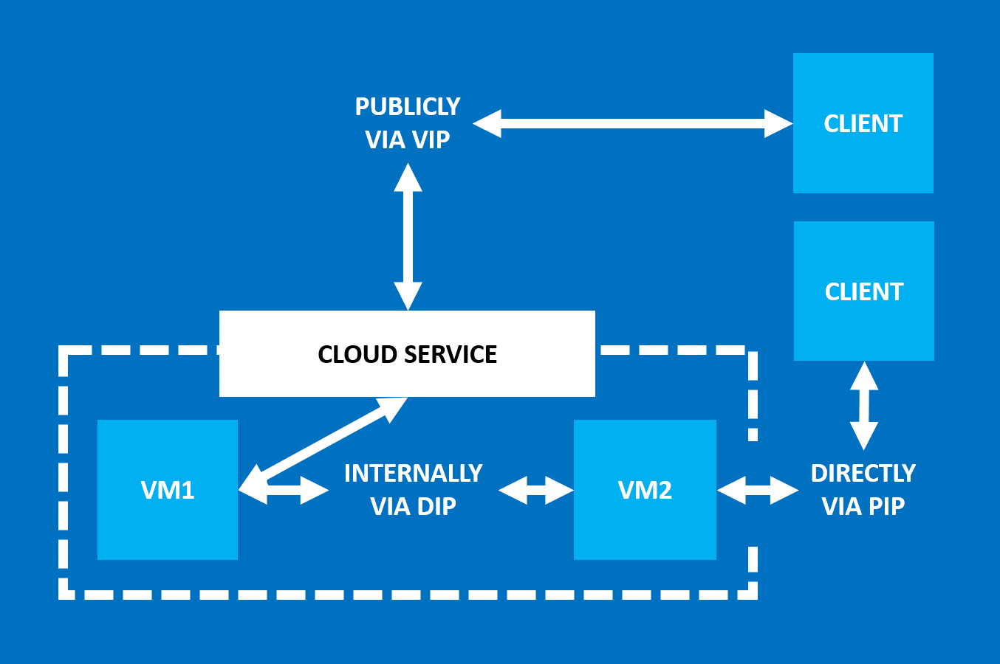 PUBLICLY
VIA VIP
CLIENT
CLIENT
CLOUD SERVICE
VM1
INTERNALLY
VIA DIP
VM2
DIRECTLY
VIA PIP